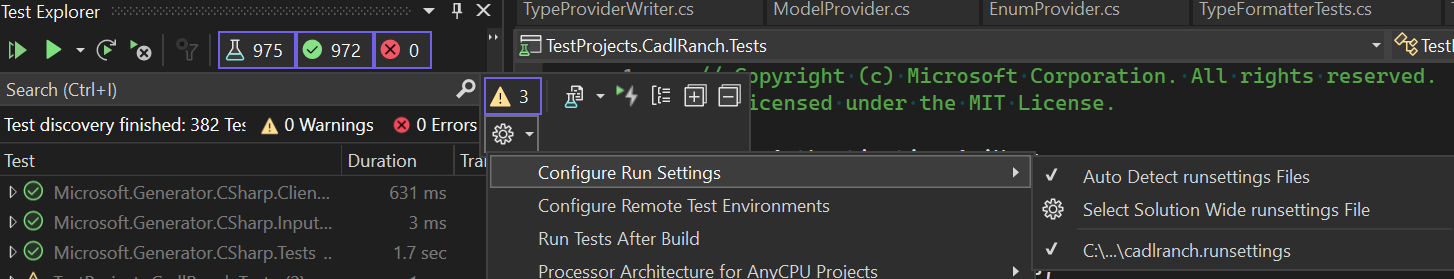 Test Explorer
TypeProviderWriter.cs
ModelProvider.cs
EnumProvider.cs
TypeFormatterTests.cs
975
972
0
TestProjects.CadlRanch.Tests
Search (Ctrl+I)
// Copyright (c) Microsoft Corporation. All rights reserved.
icensed under the MIT License.
3
Test discovery finished: 382 Tes
0 Warnings
0 Errors
Test
Duration
Tra
Microsoft.Generator.CSharp.Clien...
631 ms
Microsoft.Generator.CSharp.Input...
3 ms
Microsoft.Generator.CSharp.Tests ..
1.7 sec
Configure Run Settings
Configure Remote Test Environments
Run Tests After Build
Processor Architecture for AnyCPU Projects
Auto Detect runsettings Files
Select Solution Wide runsettings File
C:\...\cadlranch.runsettings